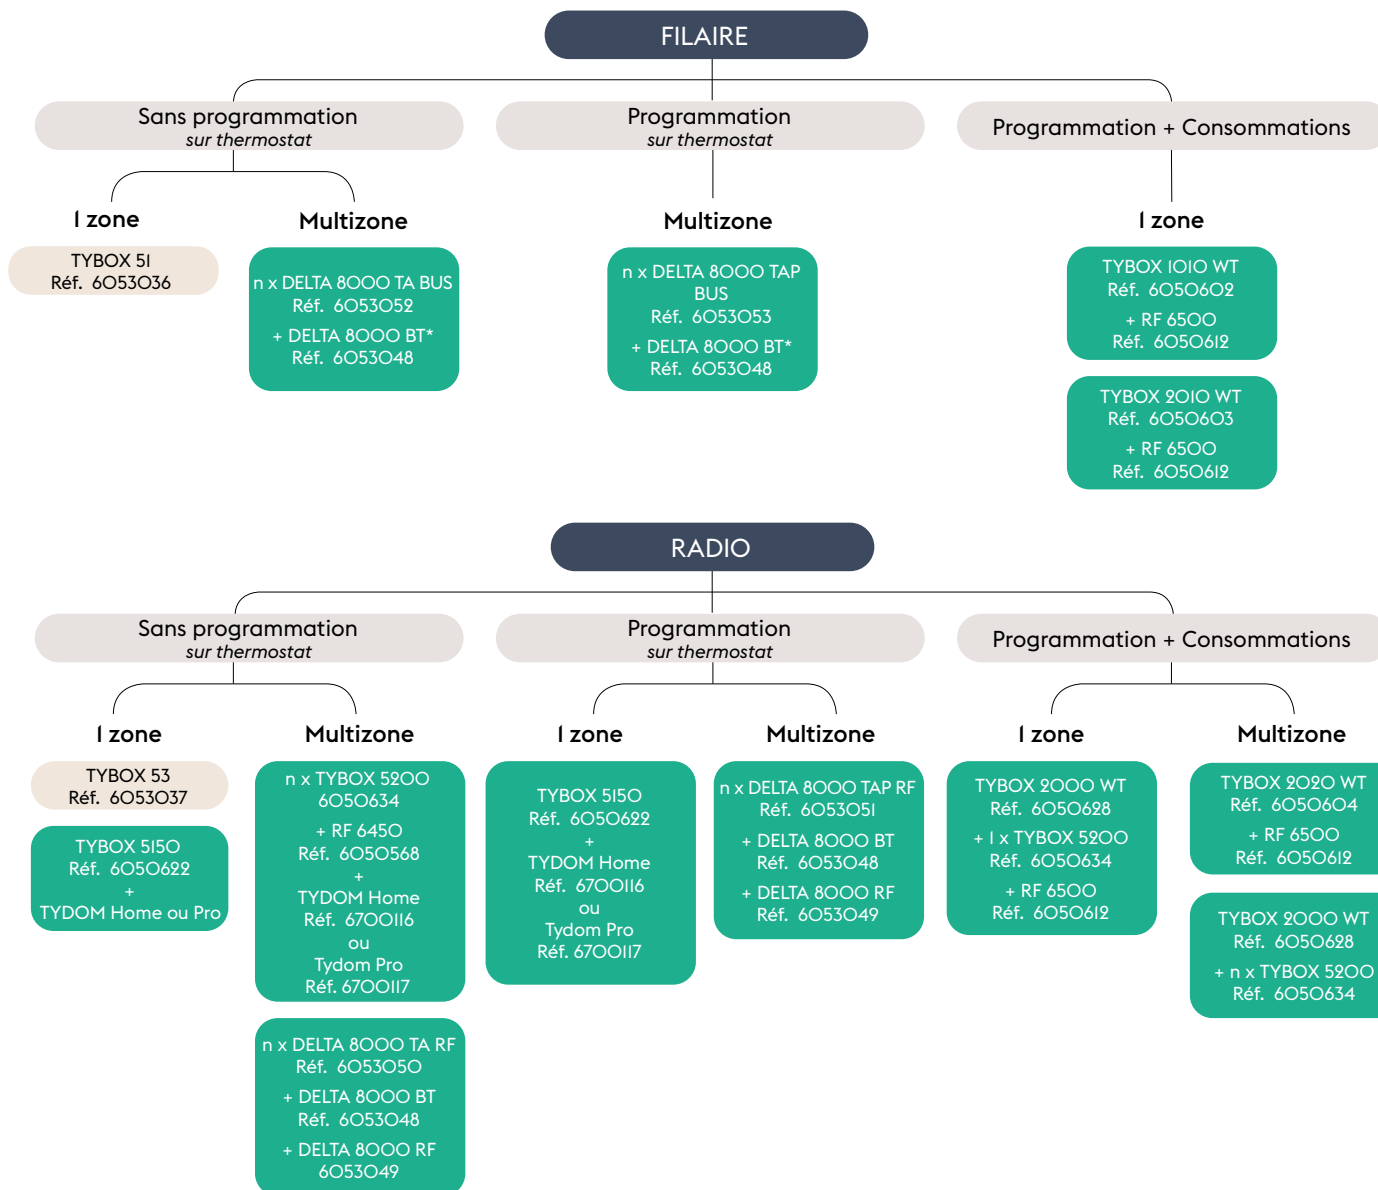 FILAIRE
Sans programmation
sur thermostat
Programmation
sur thermostat
Programmation + Consommations
1 zone
Multizone
Multizone
1 zone
TYBOX 51
Réf. 6053036
n x DELTA 8000 TA BUS
Réf. 6053052
+ DELTA 8000 BT*
Réf. 6053048
n x DELTA 8000 TAP
BUS
Réf. 6053053
+ DELTA 8000 BT*
Réf. 6053048
TYBOX 1010 WT
Réf. 6050602
+ RF 6500
Réf. 6050612
TYBOX 2010 WT
Réf. 6050603
+ RF 6500
Réf. 6050612
RADIO
Sans programmation
sur thermostat
Programmation
sur thermostat
Programmation + Consommations
1 zone
Multizone
1 zone
Multizone
1 zone
Multizone
TYBOX 53
Réf. 6053037
TYBOX 5150
Réf. 6050622
+
TYDOM Home ou Pro
n x TYBOX 5200
6050634
+ RF 6450
Réf. 6050568
+
TYDOM Home
Réf. 6700116
ou
Tydom Pro
Réf. 6700117
n x DELTA 8000 TA RF
Réf. 6053050
+ DELTA 8000 BT
Réf. 6053048
+ DELTA 8000 RF
6053049
TYBOX 5150
Réf. 6050622
+
TYDOM Home
Réf. 6700116
ou
Tydom Pro
Réf. 6700117
n x DELTA 8000 TAP RF
Réf. 6053051
+ DELTA 8000 BT
Réf. 6053048
+ DELTA 8000 RF
Réf. 6053049
TYBOX 2000 WT
Réf. 6050628
+ 1 x TYBOX 5200
Réf. 6050634
+ RF 6500
Réf. 6050612
TYBOX 2020 WT
Réf. 6050604
+ RF 6500
Réf. 6050612
TYBOX 2000 WT
Réf. 6050628
+ n x TYBOX 5200
Réf. 6050634